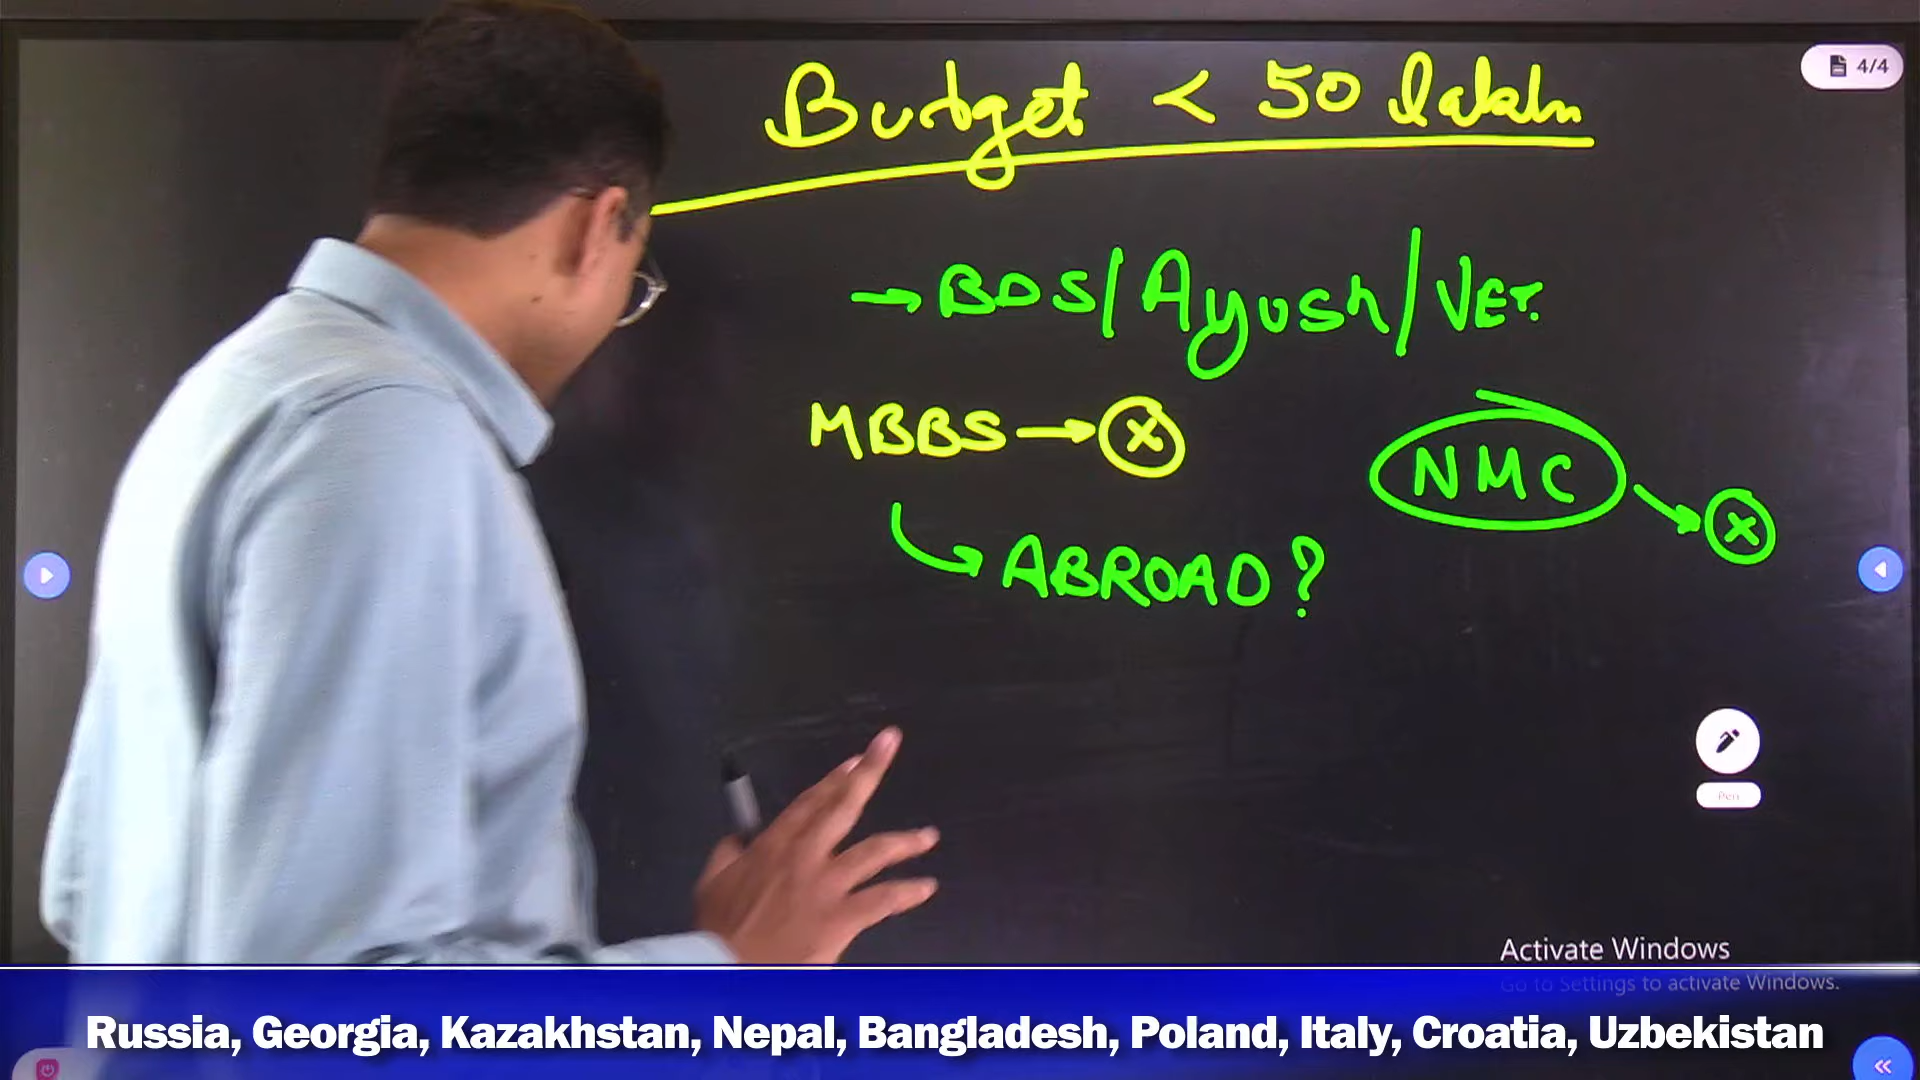 Budget < 50 lakh
4/4
→ BDS/Ayush/Vet.
MBBS → X
NMC → X
ABROAD?
Pen
Activate Windows
Go to Settings to activate Windows.
Russia, Georgia, Kazakhstan, Nepal, Bangladesh, Poland, Italy, Croatia, Uzbekistan